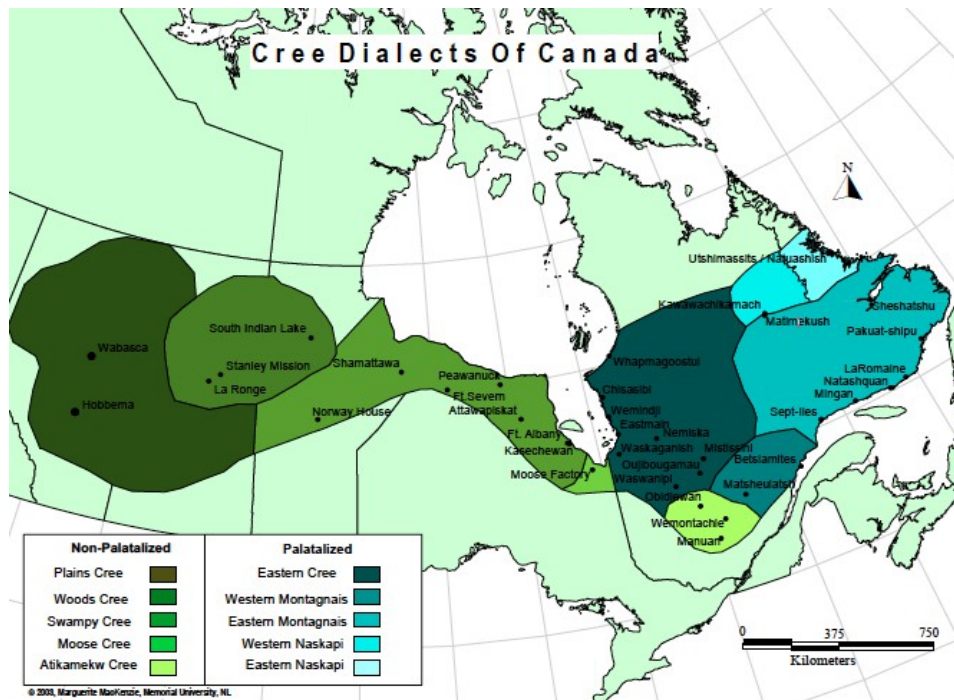 Cree Dialects Of Canada
N
Utshimassits / Natuashish
Kawawachikamach
Sheshatshu
Matimekush
Pakuat-shipu
South Indian Lake
Wabasca
Whapmagoostui
Stanley Mission
Shamattawa
LaRomaine
La Ronge
Peawanuck
Natashquan
Ft.Severn
Chisasibi
Mingan
Hobbema
Attawapiskat
Wemindji
Norway House
Sept-Iles
Eastmain
Ft. Albany
Nemiska
Kasechewan
Waskaganish
Mistissini
Betsiamites
Oujibougamau
Moose Factory
Waswanipi
Matsheuiatsh
Obidjewan
Wemontachie
Manuan
Non-Palatalized
Plains Cree
Woods Cree
Swampy Cree
Moose Cree
Atikamekw Cree
Palatalized
Eastern Cree
Western Montagnais
Eastern Montagnais
Western Naskapi
Eastern Naskapi
0 375 750
Kilometers
© 2003, Marguerite MacKenzie, Memorial University, NL